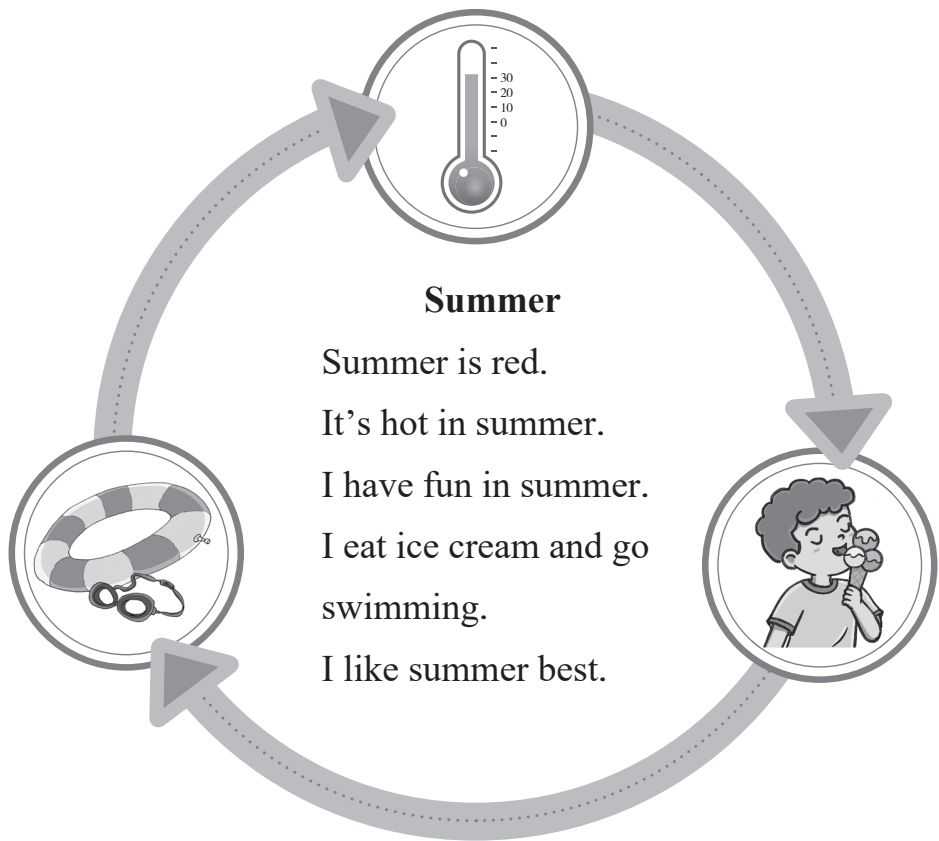 30
20
10
0
Summer
Summer is red.
It’s hot in summer.
I have fun in summer.
I eat ice cream and go
swimming.
I like summer best.